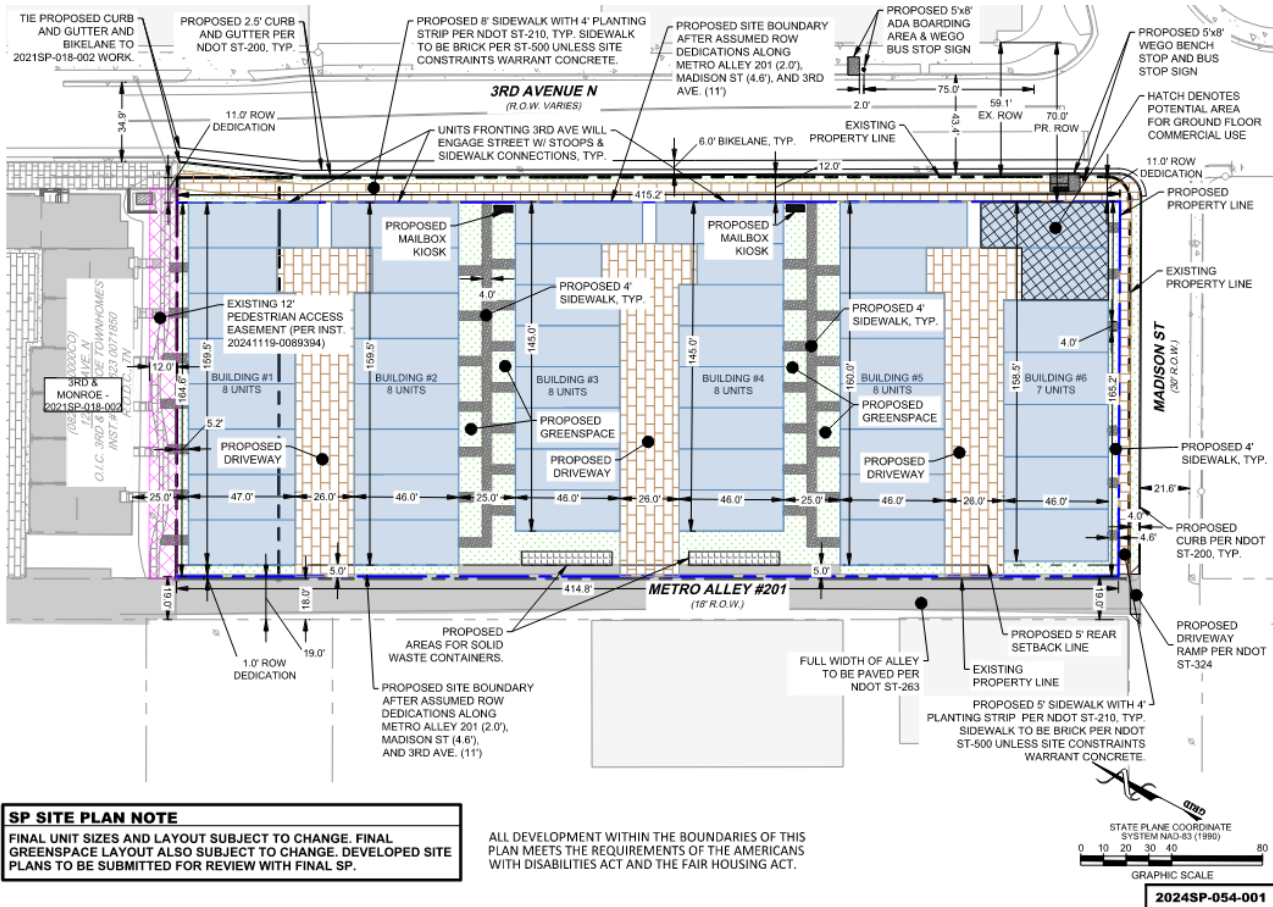 TIE PROPOSED CURB
AND GUTTER AND
BIKELANE TO
2021SP-018-002 WORK.
PROPOSED 2.5' CURB
AND GUTTER PER
NDOT ST-200, TYP.
PROPOSED 8' SIDEWALK WITH 4' PLANTING
STRIP PER NDOT ST-210, TYP. SIDEWALK
TO BE BRICK PER ST-500 UNLESS SITE
CONSTRAINTS WARRANT CONCRETE.
PROPOSED SITE BOUNDARY
AFTER ASSUMED ROW
DEDICATIONS ALONG
METRO ALLEY 201 (2.0'),
MADISON ST (4.6'), AND 3RD
AVE. (11')
PROPOSED 5'x8'
ADA BOARDING
AREA & WEGO
BUS STOP SIGN
PROPOSED 5'x8'
WEGO BENCH
STOP AND BUS
STOP SIGN
HATCH DENOTES
POTENTIAL AREA
FOR GROUND FLOOR
COMMERCIAL USE
3RD AVENUE N
(R.O.W. VARIES)
75.0'
2.0'
59.1'
EX. ROW
70.0'
PR. ROW
43.4'
34.9'
11.0' ROW
DEDICATION
UNITS FRONTING 3RD AVE WILL
ENGAGE STREET W/ STOOPS &
SIDEWALK CONNECTIONS, TYP.
6.0' BIKELANE, TYP.
EXISTING
PROPERTY LINE
12.0'
11.0' ROW
DEDICATION
PROPOSED
PROPERTY LINE
415.2'
PROPOSED
MAILBOX
KIOSK
PROPOSED
MAILBOX
KIOSK
EXISTING
PROPERTY LINE
EXISTING 12'
PEDESTRIAN ACCESS
EASEMENT (PER INST.
20241119-0089394)
4.0'
PROPOSED 4'
SIDEWALK, TYP.
PROPOSED 4'
SIDEWALK, TYP.
4.0'
MADISON ST
(30' R.O.W.)
12.0'
3RD &
MONROE -
2021SP-018-002
O.I.C. 3RD &
TOWNHOMES
R.O.D.C., TN
164.6'
159.5'
159.5'
145.0'
145.0'
160.0'
158.5'
165.2'
BUILDING #1
8 UNITS
BUILDING #2
8 UNITS
BUILDING #3
8 UNITS
BUILDING #4
8 UNITS
BUILDING #5
8 UNITS
BUILDING #6
7 UNITS
5.2'
PROPOSED
GREENSPACE
PROPOSED
GREENSPACE
PROPOSED
DRIVEWAY
PROPOSED
DRIVEWAY
PROPOSED
DRIVEWAY
PROPOSED 4'
SIDEWALK, TYP.
25.0'
47.0'
26.0'
46.0'
25.0'
46.0'
26.0'
46.0'
25.0'
46.0'
26.0'
46.0'
21.6'
4.0'
4.6'
PROPOSED
CURB PER NDOT
ST-200, TYP.
5.0'
5.0'
19.0'
18.0'
414.8'
METRO ALLEY #201
(18' R.O.W.)
19.0'
19.0'
1.0' ROW
DEDICATION
PROPOSED
AREAS FOR SOLID
WASTE CONTAINERS.
PROPOSED SITE BOUNDARY
AFTER ASSUMED ROW
DEDICATIONS ALONG
METRO ALLEY 201 (2.0'),
MADISON ST (4.6'),
AND 3RD AVE. (11')
FULL WIDTH OF ALLEY
TO BE PAVED PER
NDOT ST-263
PROPOSED 5' REAR
SETBACK LINE
EXISTING
PROPERTY LINE
PROPOSED
DRIVEWAY
RAMP PER NDOT
ST-324
PROPOSED 5' SIDEWALK WITH 4'
PLANTING STRIP PER NDOT ST-210, TYP.
SIDEWALK TO BE BRICK PER NDOT
ST-500 UNLESS SITE CONSTRAINTS
WARRANT CONCRETE.
SP SITE PLAN NOTE
FINAL UNIT SIZES AND LAYOUT SUBJECT TO CHANGE. FINAL
GREENSPACE LAYOUT ALSO SUBJECT TO CHANGE. DEVELOPED SITE
PLANS TO BE SUBMITTED FOR REVIEW WITH FINAL SP.
ALL DEVELOPMENT WITHIN THE BOUNDARIES OF THIS
PLAN MEETS THE REQUIREMENTS OF THE AMERICANS
WITH DISABILITIES ACT AND THE FAIR HOUSING ACT.
GRID
STATE PLANE COORDINATE
SYSTEM NAD-83 (1990)
0 10 20 30 40 80
GRAPHIC SCALE
2024SP-054-001